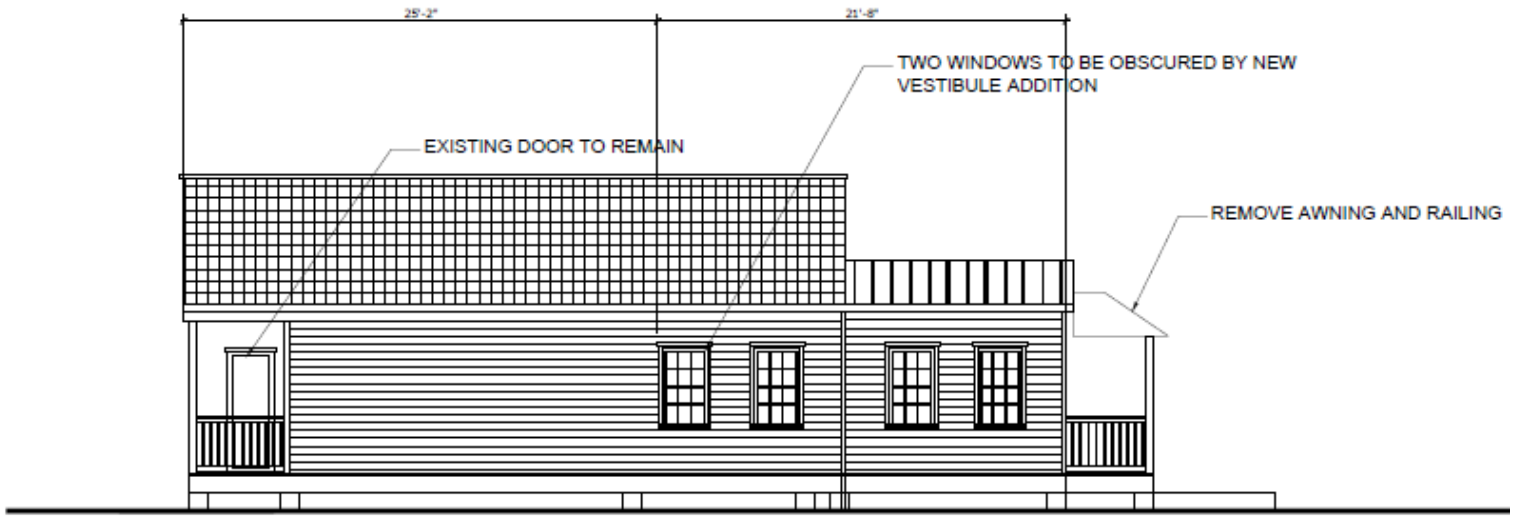 25'-2" 21'-8"
TWO WINDOWS TO BE OBSCURED BY NEW
VESTIBULE ADDITION
EXISTING DOOR TO REMAIN
REMOVE AWNING AND RAILING